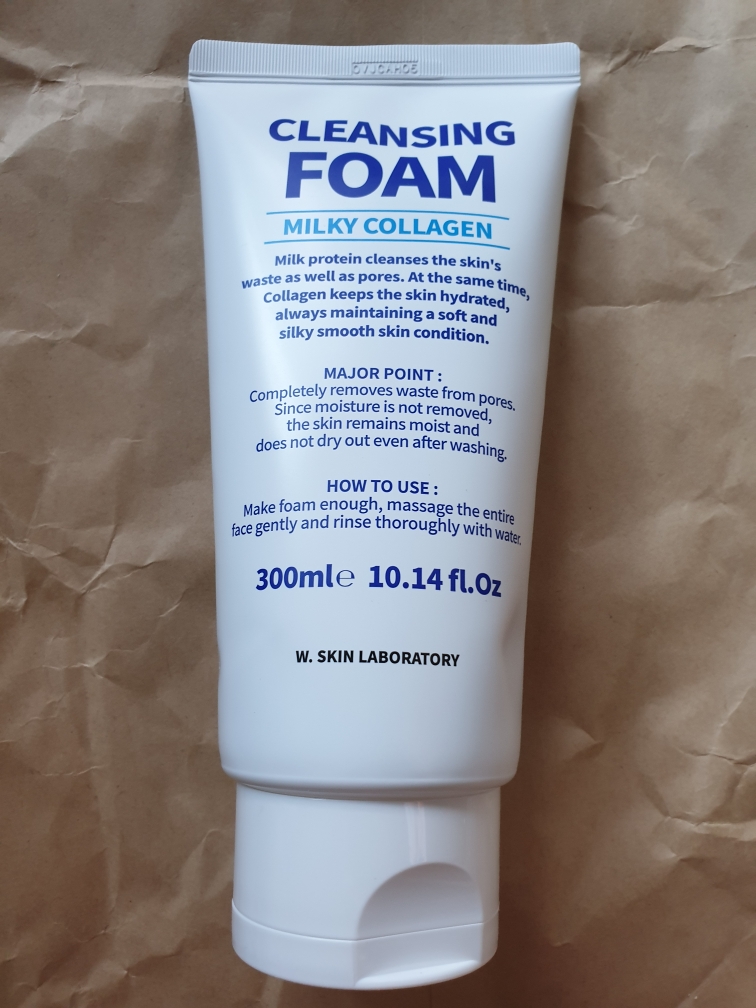 CLEANSING
FOAM
MILKY COLLAGEN
Milk protein cleanses the skin's
waste as well as pores. At the same time,
Collagen keeps the skin hydrated,
always maintaining a soft and
silky smooth skin condition.
MAJOR POINT :
Completely removes waste from pores.
Since moisture is not removed,
the skin remains moist and
does not dry out even after washing.
HOW TO USE :
Make foam enough, massage the entire
face gently and rinse thoroughly with water.
300ml℮ 10.14 fl.Oz
W. SKIN LABORATORY